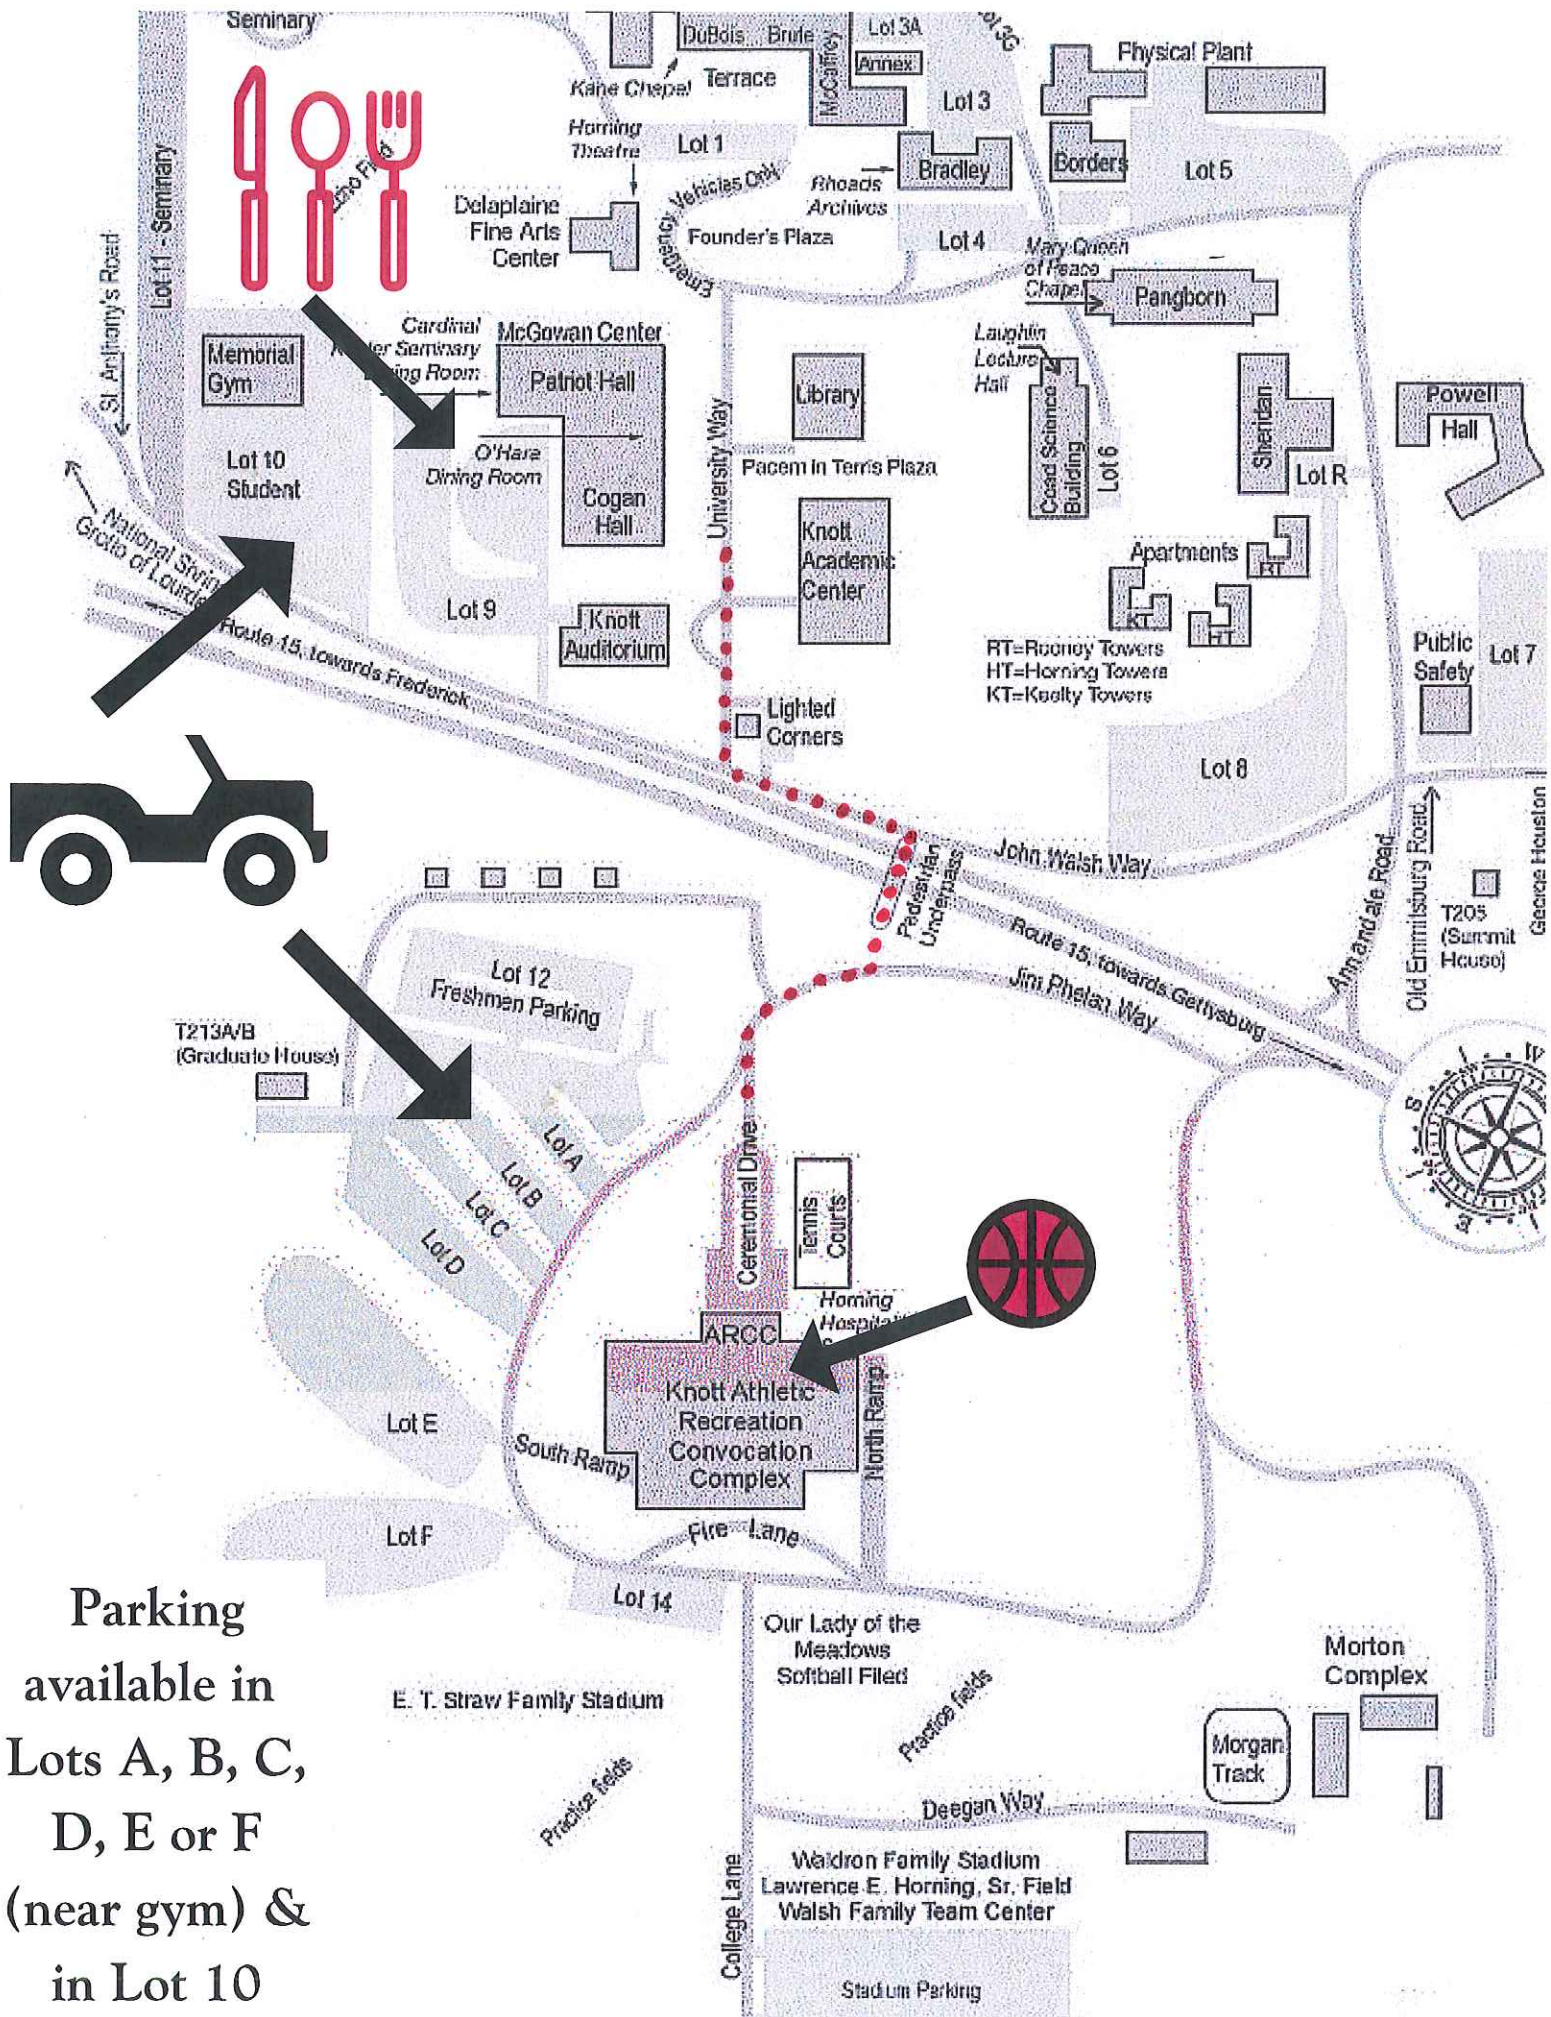 Seminary
DuBois Brute
McCaffrey
Lot 3A
Lot 3G
Annex
Physical Plant
Kane Chapel
Terrace
Lot 3
Horning
Theatre
Lot 1
Bradley
Borders
Lot 5
Rhoads
Archives
Emergency Vehicles Only
Delaplaine
Fine Arts
Center
Founder's Plaza
Lot 4
Mary Queen
of Peace
Chapel
Pangborn
Lot 11 - Seminary
St. Anthony's Road
Memorial
Gym
Cardinal
Seminary
Room
McGowan Center
Patriot Hall
Library
Laughlin
Lecture
Hall
Coad Science
Building
Lot 6
Sheridan
Powell
Hall
Lot R
Lot 10
Student
O'Hara
Dining Room
Cogan
Hall
University Way
Pacem in Terris Plaza
Knott
Academic
Center
Apartments
RT
KT
HT
National
Grotto of
Route 15, towards Frederick
Lot 9
Knott
Auditorium
RT=Rooney Towers
HT=Horning Towers
KT=Keelty Towers
Public
Safety
Lot 7
Lighted
Corners
Lot 8
John Walsh Way
Pedestrian
Underpass
Route 15, towards Gettysburg
Jim Phelan Way
Annandale Road
Old Emmitsburg Road
T205
(Summit
House)
George Houston
Lot 12
Freshmen Parking
T213A/B
(Graduate House)
S
E
Lot A
Lot B
Lot C
Lot D
Ceremonial Drive
Tennis
Courts
Horning
ARCC
Knott Athletic
Recreation
Convocation
Complex
North Ramp
Lot E
South Ramp
Lot F
Fire Lane
Lot 14
Parking
available in
Lots A, B, C,
D, E or F
(near gym) &
in Lot 10
Our Lady of the
Meadows
Softball Filed
E. T. Straw Family Stadium
Practice fields
Practice fields
Morton
Complex
Morgan
Track
Deegan Way
College Lane
Waldron Family Stadium
Lawrence E. Horning, Sr. Field
Walsh Family Team Center
Stadium Parking